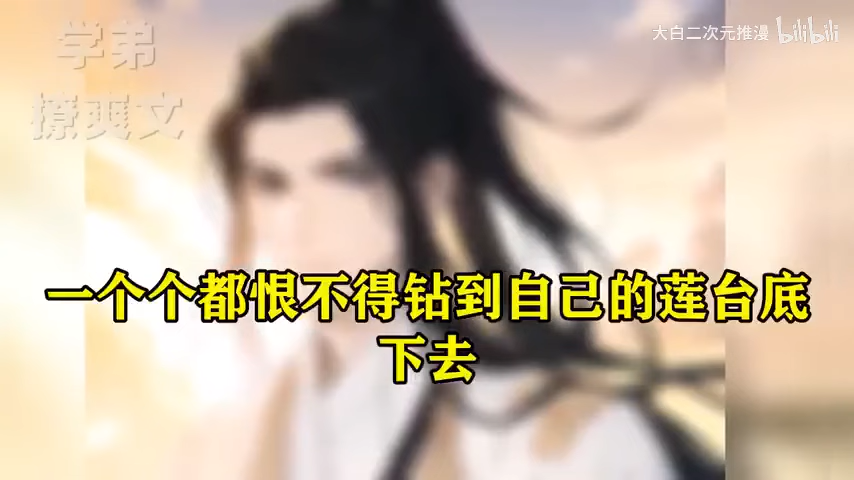 学弟
撩爽文
大白二次元推漫 bilibili
一个个都恨不得钻到自己的莲台底
下去